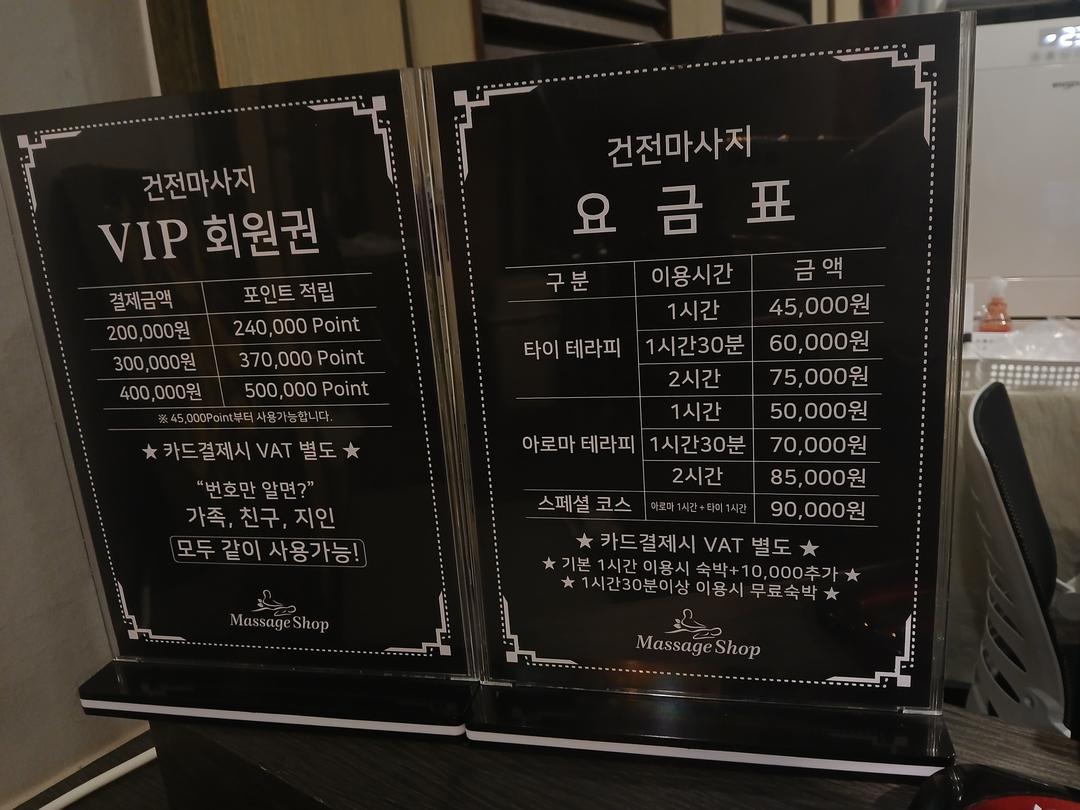 건전마사지
VIP 회원권
결제금액 포인트 적립
200,000원 240,000 Point
300,000원 370,000 Point
400,000원 500,000 Point
※ 45,000Point부터 사용가능합니다.
★ 카드결제시 VAT 별도 ★
“번호만 알면?”
가족, 친구, 지인
모두 같이 사용가능!
Massage Shop
건전마사지
요 금 표
구 분 이용시간 금 액
타이 테라피
1시간 45,000원
1시간30분 60,000원
2시간 75,000원
아로마 테라피
1시간 50,000원
1시간30분 70,000원
2시간 85,000원
스페셜 코스 아로마 1시간 + 타이 1시간 90,000원
★ 카드결제시 VAT 별도 ★
★ 기본 1시간 이용시 숙박+10,000추가 ★
★ 1시간30분이상 이용시 무료숙박 ★
Massage Shop